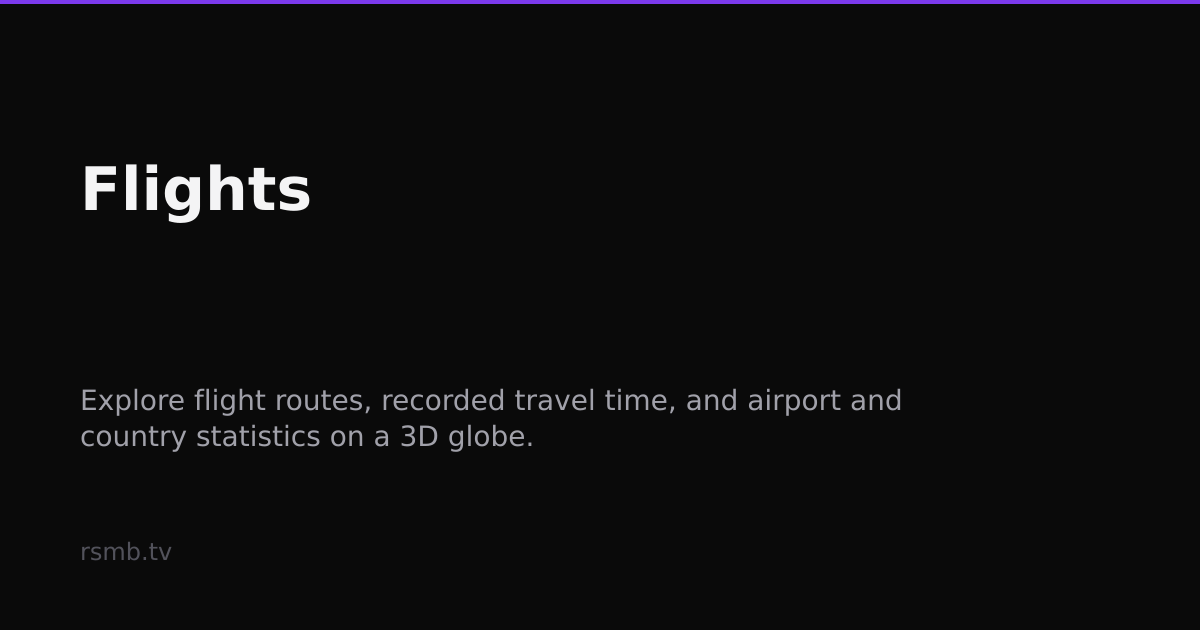 Flights
Explore flight routes, recorded travel time, and airport and
country statistics on a 3D globe.
rsmb.tv